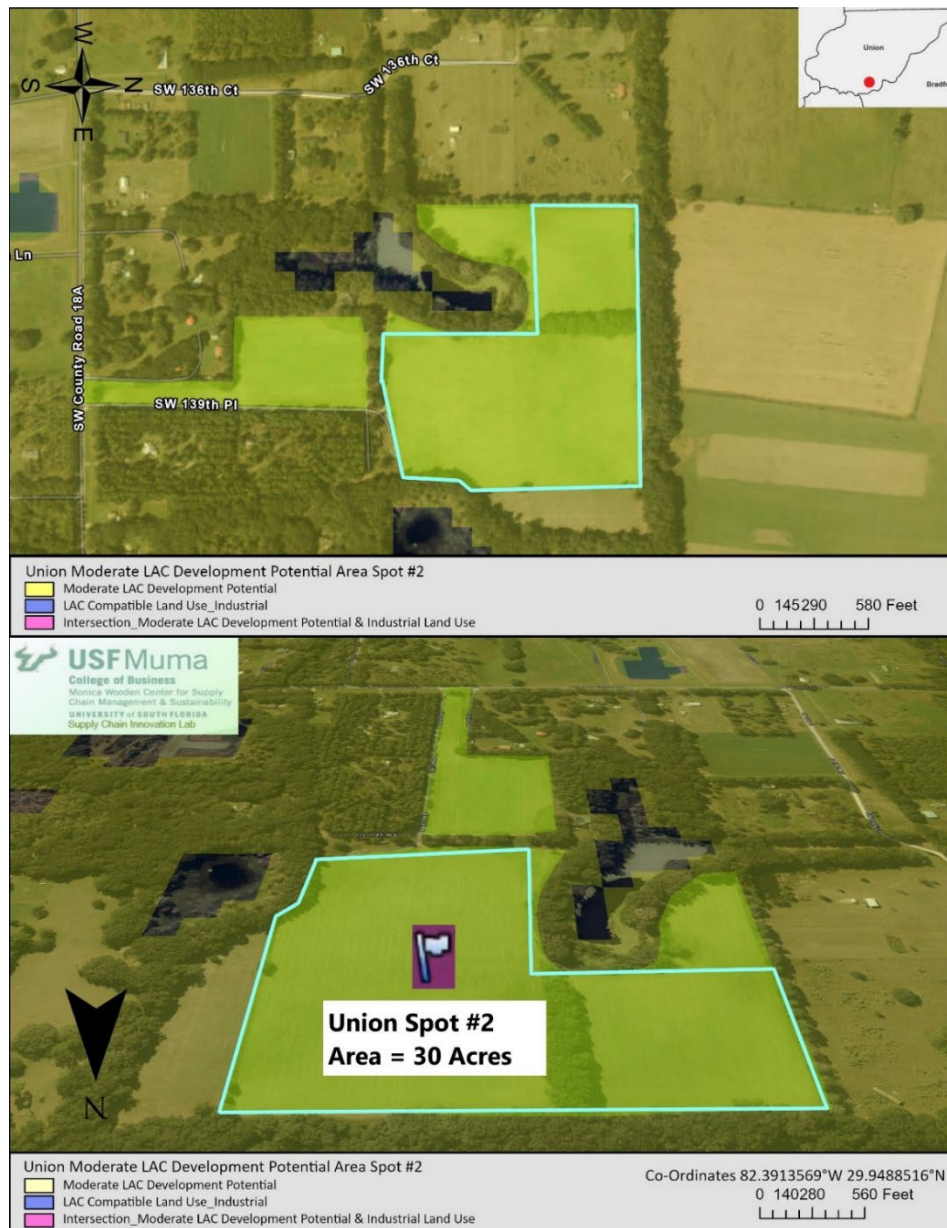 W
N
S
E
SW 136th Ct
SW 136th Ct
Union
Bradf
n Ln
SW County Road 18A
SW 139th Pl
Union Moderate LAC Development Potential Area Spot #2
Moderate LAC Development Potential
LAC Compatible Land Use_Industrial
Intersection_Moderate LAC Development Potential & Industrial Land Use
0 145290 580 Feet
USF Muma
College of Business
Monica Wooden Center for Supply
Chain Management & Sustainability
UNIVERSITY of SOUTH FLORIDA
Supply Chain Innovation Lab
Union Spot #2
Area = 30 Acres
N
Union Moderate LAC Development Potential Area Spot #2
Moderate LAC Development Potential
LAC Compatible Land Use_Industrial
Intersection_Moderate LAC Development Potential & Industrial Land Use
Co-Ordinates 82.3913569°W 29.9488516°N
0 140280 560 Feet